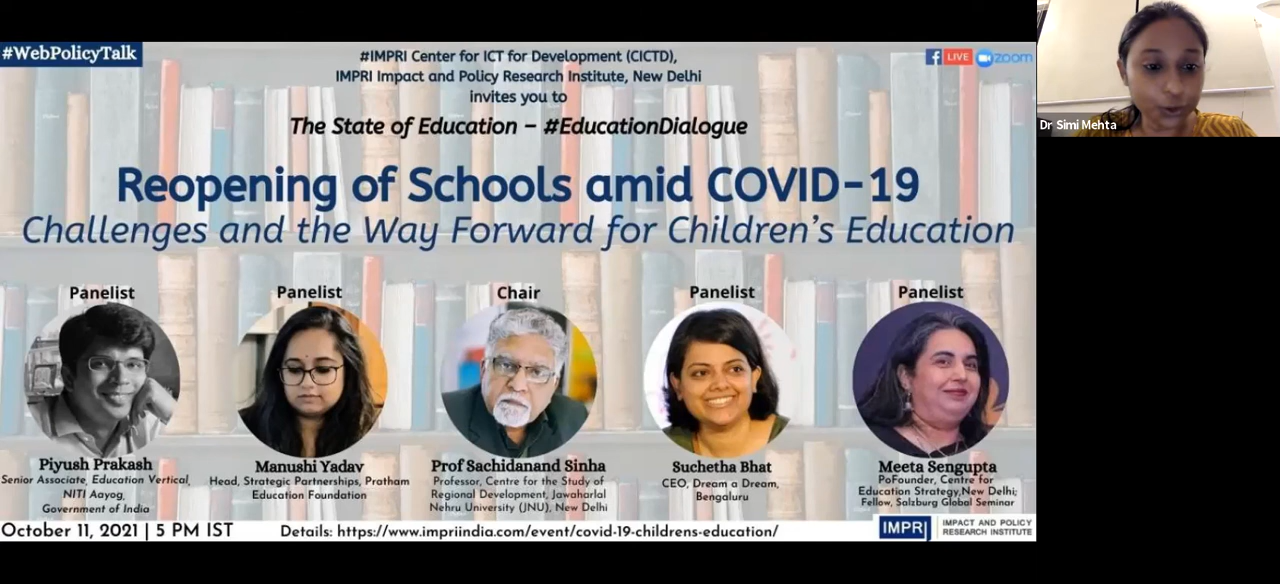 #WebPolicyTalk
#IMPRI Center for ICT for Development (CICTD),
IMPRI Impact and Policy Research Institute, New Delhi
invites you to
LIVE
zoom
Dr Simi Mehta
The State of Education – #EducationDialogue
Reopening of Schools amid COVID-19
Challenges and the Way Forward for Children's Education
Panelist
Piyush Prakash
Senior Associate, Education Vertical,
NITI Aayog,
Government of India
Panelist
Manushi Yadav
Head, Strategic Partnerships, Pratham
Education Foundation
Chair
Prof Sachidanand Sinha
Professor, Centre for the Study of
Regional Development, Jawaharlal
Nehru University (JNU), New Delhi
Panelist
Suchetha Bhat
CEO, Dream a Dream,
Bengaluru
Panelist
Meeta Sengupta
PoFounder, Centre for
Education Strategy,New Delhi;
Fellow, Salzburg Global Seminar
October 11, 2021 | 5 PM IST
Details: https://www.impriindia.com/event/covid-19-childrens-education/
IMPRI
IMPACT AND POLICY
RESEARCH INSTITUTE